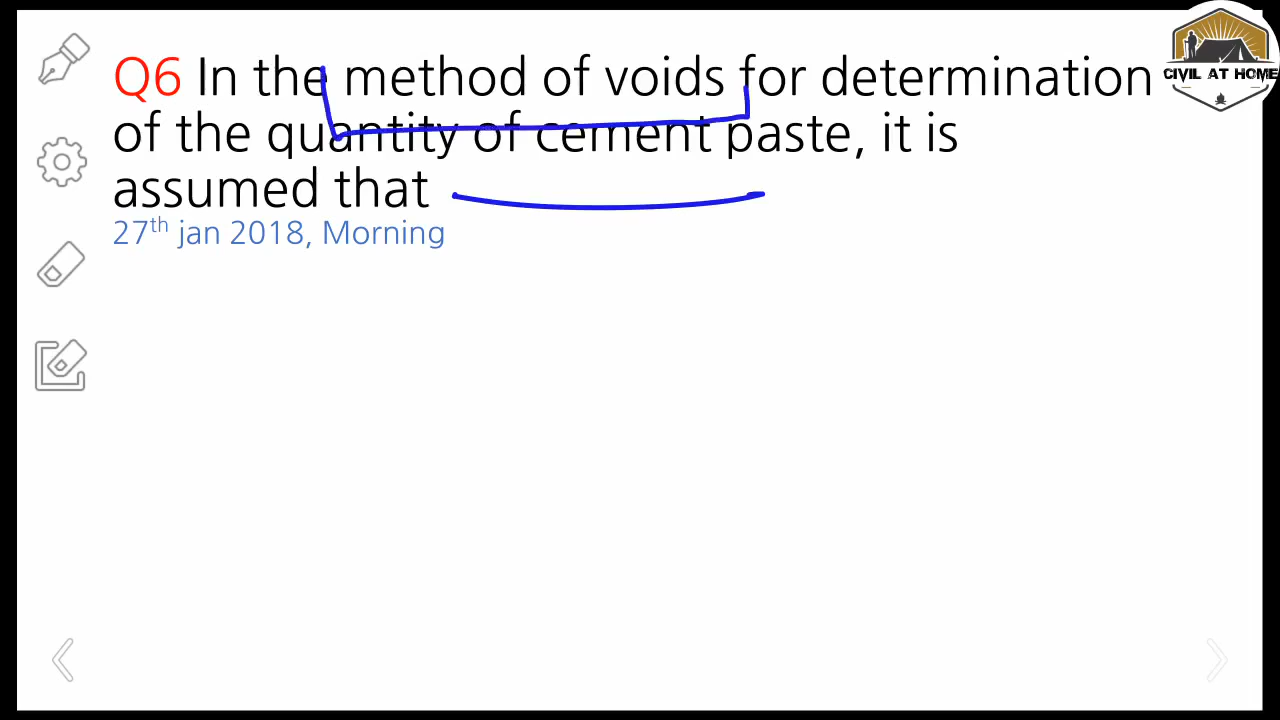 CIVIL AT HOME
Q6 In the method of voids for determination
of the quantity of cement paste, it is
assumed that
27th jan 2018, Morning